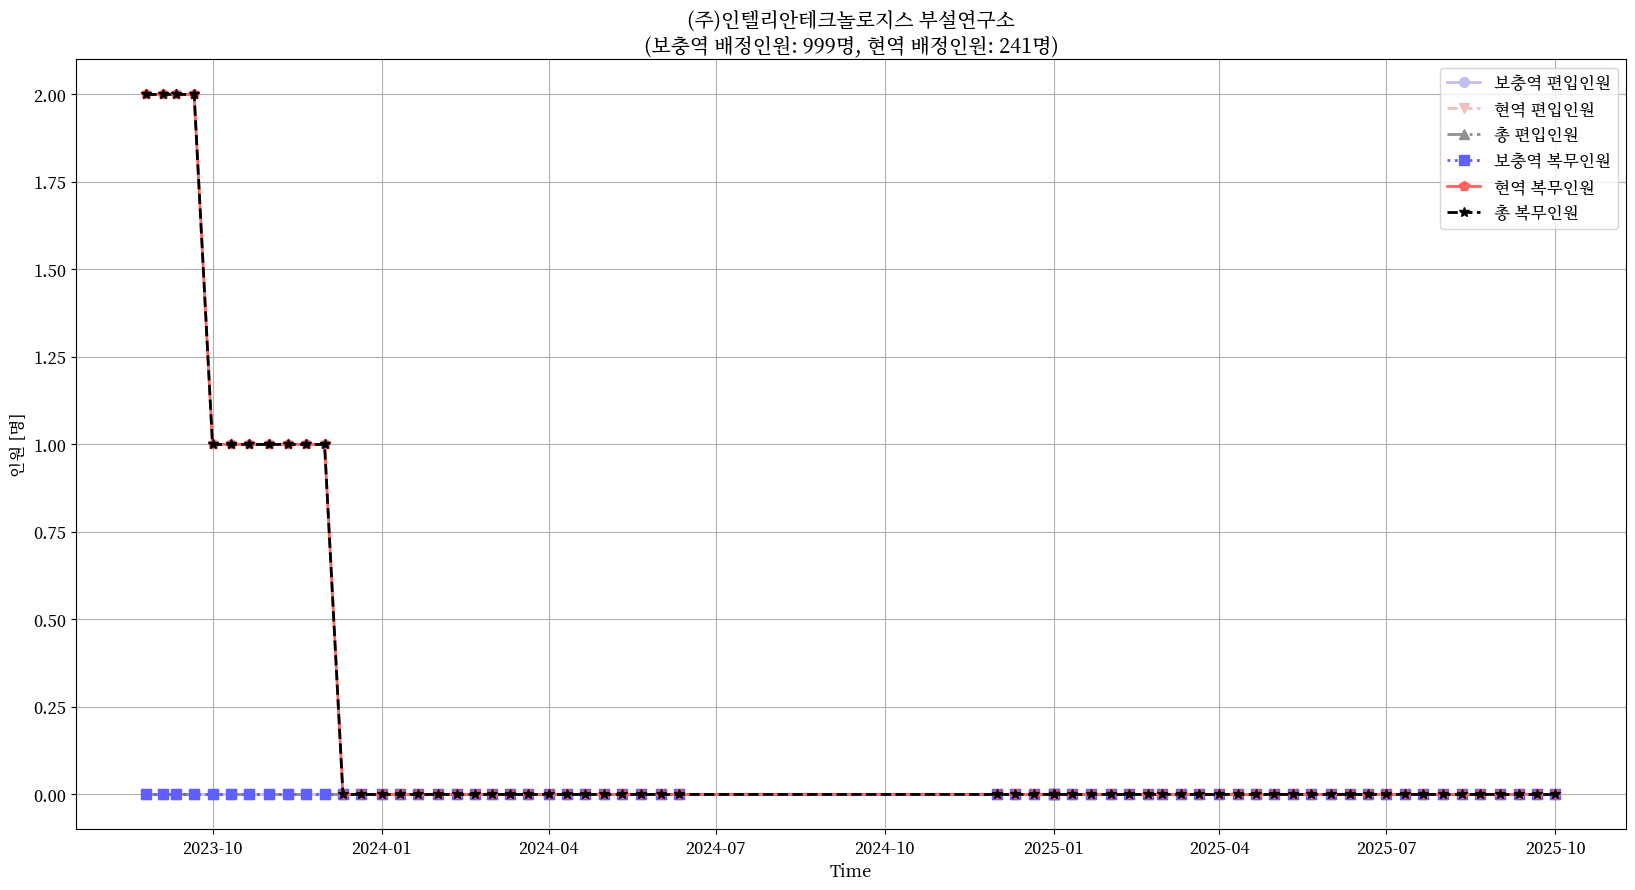 (주)인텔리안테크놀로지스 부설연구소
(보충역 배정인원: 999명, 현역 배정인원: 241명)
보충역 편입인원
현역 편입인원
총 편입인원
보충역 복무인원
현역 복무인원
총 복무인원
인원 [명]
2.00
1.75
1.50
1.25
1.00
0.75
0.50
0.25
0.00
2023-10
2024-01
2024-04
2024-07
2024-10
2025-01
2025-04
2025-07
2025-10
Time